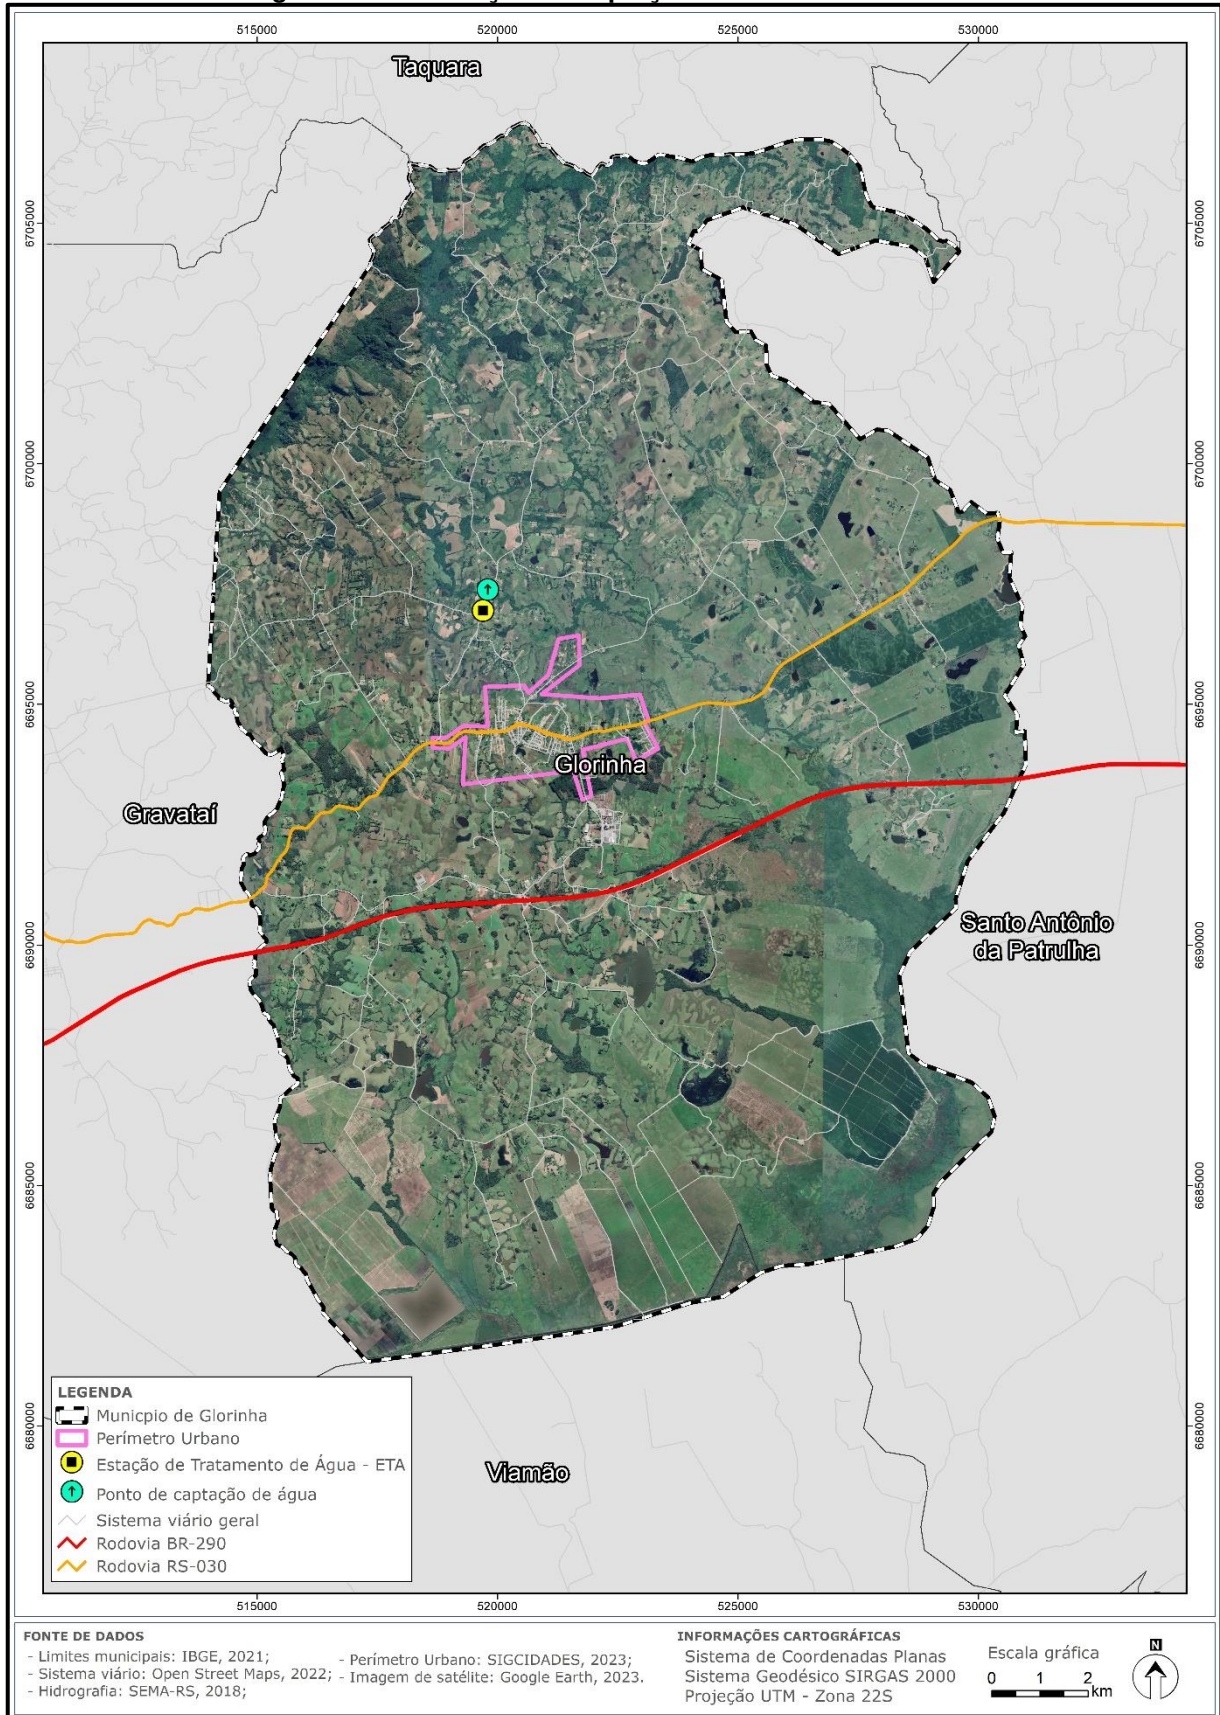 515000
520000
525000
530000
Taquara
6705000
6705000
6700000
6700000
6695000
6695000
Glorinha
Gravataí
Santo Antônio
da Patrulha
6690000
6690000
6685000
6685000
6680000
6680000
Viamão
LEGENDA
Municpio de Glorinha
Perímetro Urbano
Estação de Tratamento de Água - ETA
Ponto de captação de água
Sistema viário geral
Rodovia BR-290
Rodovia RS-030
515000
520000
525000
530000
FONTE DE DADOS
- Limites municipais: IBGE, 2021;
- Sistema viário: Open Street Maps, 2022;
- Hidrografia: SEMA-RS, 2018;
- Perímetro Urbano: SIGCIDADES, 2023;
- Imagem de satélite: Google Earth, 2023.
INFORMAÇÕES CARTOGRÁFICAS
Sistema de Coordenadas Planas
Sistema Geodésico SIRGAS 2000
Projeção UTM - Zona 22S
Escala gráfica
0 1 2
km
N